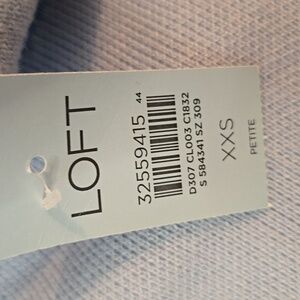 LOFT
32559415 44
D307 CL003 C1832
S 584341 SZ 309
XXS
PETITE